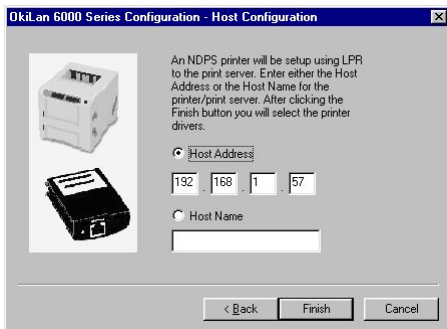 OkiLan 6000 Series Configuration - Host Configuration
An NDPS printer will be setup using LPR
to the print server. Enter either the Host
Address or the Host Name for the
printer/print server. After clicking the
Finish button you will select the printer
drivers.
Host Address
192 . 168 . 1 . 57
Host Name
< Back Finish Cancel